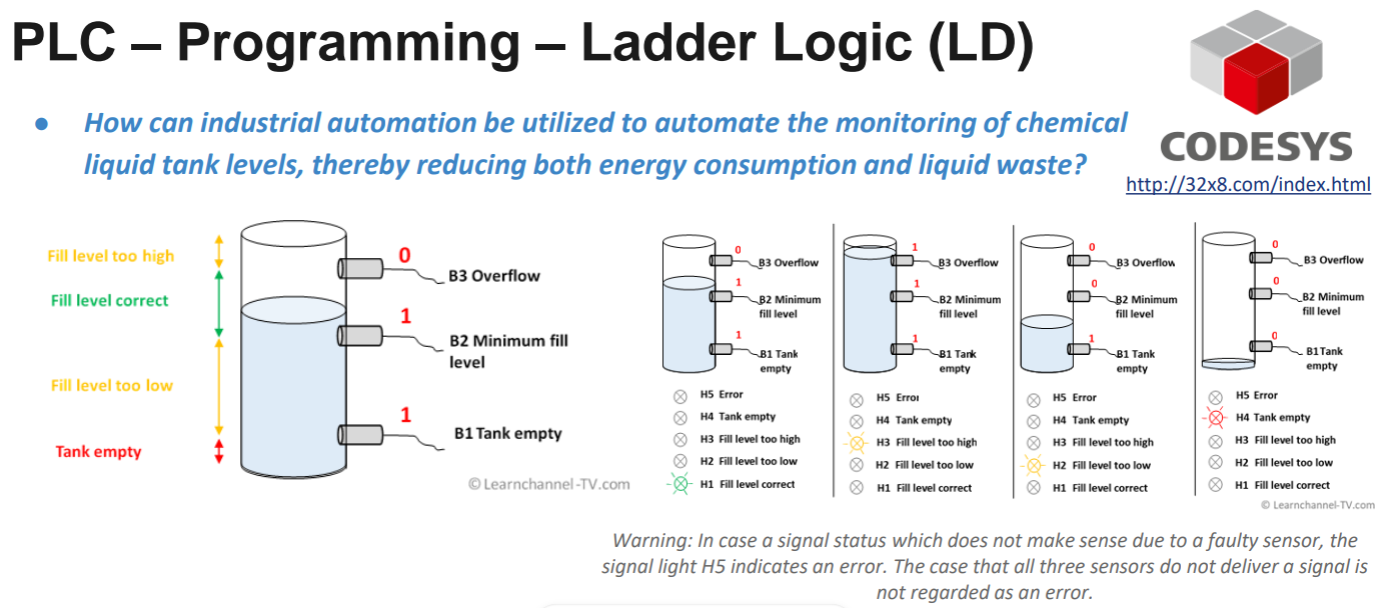 PLC – Programming – Ladder Logic (LD)
● How can industrial automation be utilized to automate the monitoring of chemical
liquid tank levels, thereby reducing both energy consumption and liquid waste?
CODESYS
http://32x8.com/index.html
Fill level too high
Fill level correct
Fill level too low
Tank empty
0
B3 Overflow
1
B2 Minimum fill
level
1
B1 Tank empty
© Learnchannel-TV.com
0
B3 Overflow
1
B2 Minimum
fill level
1
B1 Tank
empty
H5 Error
H4 Tank empty
H3 Fill level too high
H2 Fill level too low
H1 Fill level correct
1
B3 Overflow
1
B2 Minimum
fill level
1
B1 Tank
empty
H5 Error
H4 Tank empty
H3 Fill level too high
H2 Fill level too low
H1 Fill level correct
0
B3 Overflow
0
B2 Minimum
fill level
1
B1 Tank
empty
H5 Error
H4 Tank empty
H3 Fill level too high
H2 Fill level too low
H1 Fill level correct
0
B3 Overflow
0
B2 Minimum
fill level
0
B1 Tank
empty
H5 Error
H4 Tank empty
H3 Fill level too high
H2 Fill level too low
H1 Fill level correct
© Learnchannel-TV.com
Warning: In case a signal status which does not make sense due to a faulty sensor, the
signal light H5 indicates an error. The case that all three sensors do not deliver a signal is
not regarded as an error.